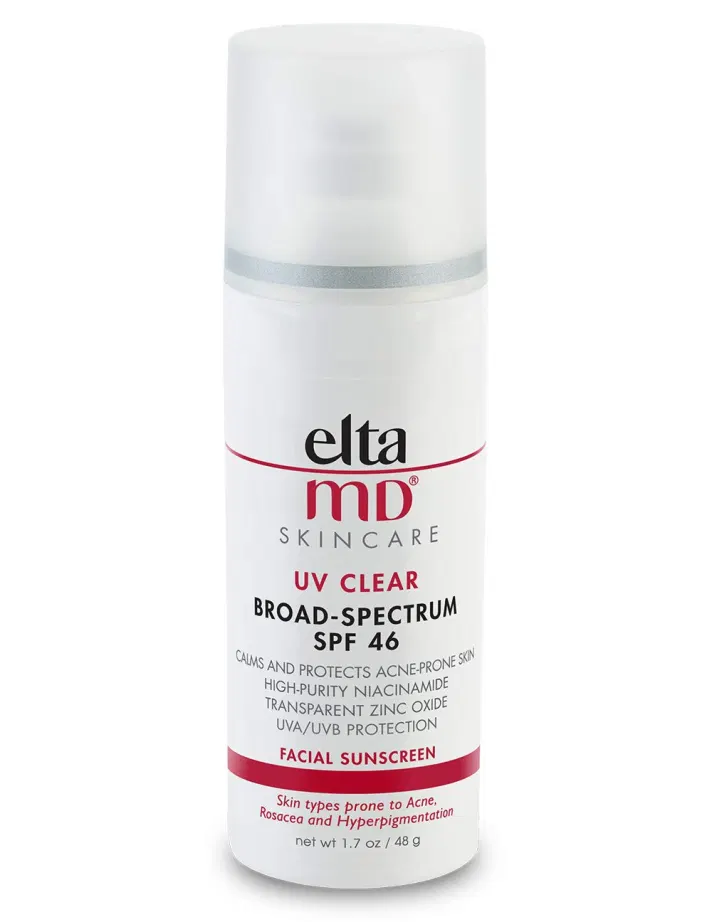 elta
MD®
SKINCARE
UV CLEAR
BROAD-SPECTRUM
SPF 46
CALMS AND PROTECTS ACNE-PRONE SKIN
HIGH-PURITY NIACINAMIDE
TRANSPARENT ZINC OXIDE
UVA/UVB PROTECTION
FACIAL SUNSCREEN
Skin types prone to Acne,
Rosacea and Hyperpigmentation
net wt 1.7 oz / 48 g